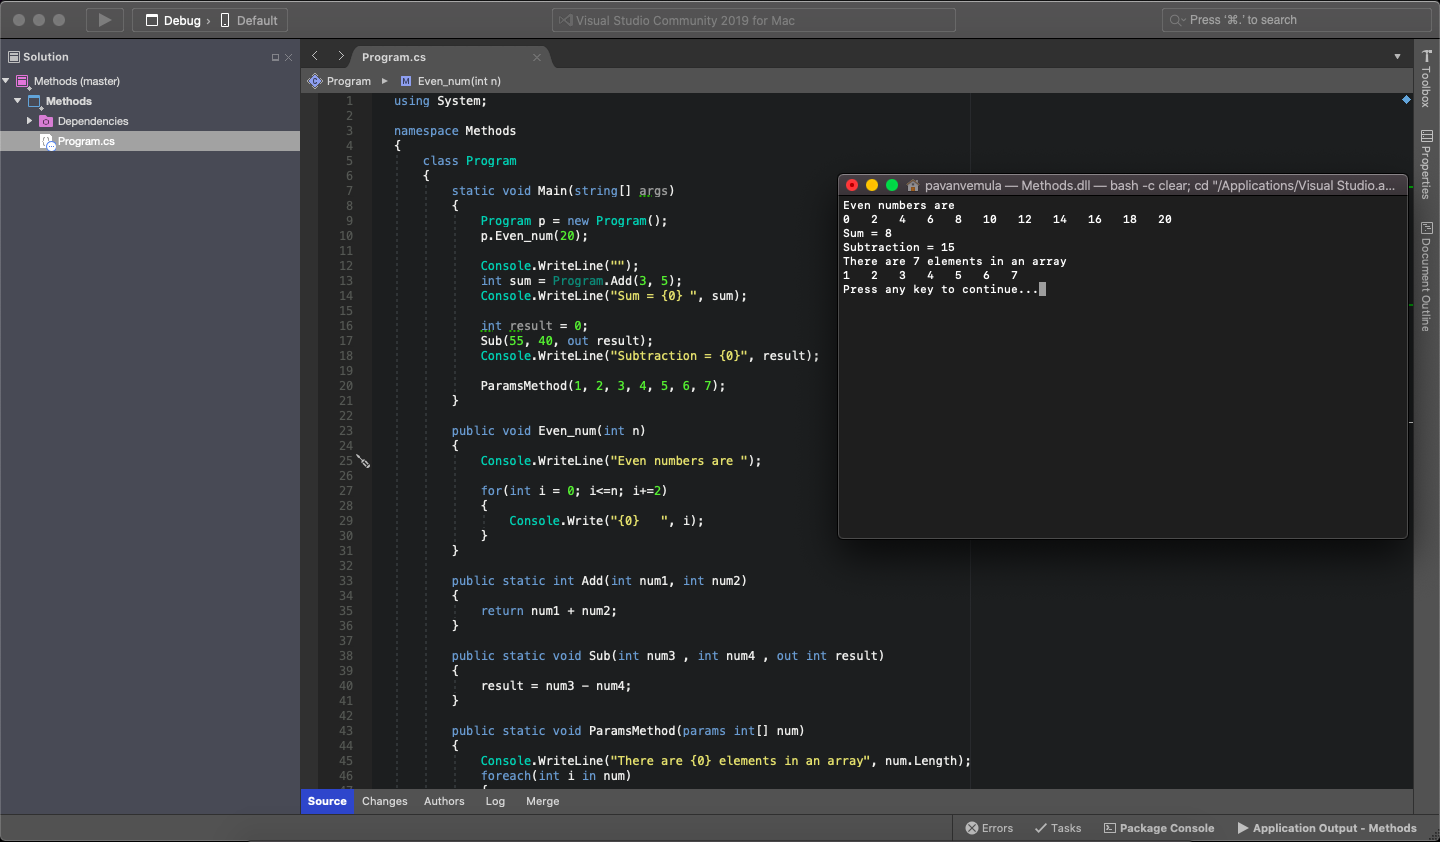 Debug › Default
Visual Studio Community 2019 for Mac
Press '⌘.' to search
Solution
Methods (master)
Methods
Dependencies
Program.cs
Program.cs
Program ▸ M Even_num(int n)
1 using System;
2
3 namespace Methods
4 {
5 class Program
6 {
7 static void Main(string[] args)
8 {
9 Program p = new Program();
10 p.Even_num(20);
11
12 Console.WriteLine("");
13 int sum = Program.Add(3, 5);
14 Console.WriteLine("Sum = {0} ", sum);
15
16 int result = 0;
17 Sub(55, 40, out result);
18 Console.WriteLine("Subtraction = {0}", result);
19
20 ParamsMethod(1, 2, 3, 4, 5, 6, 7);
21 }
22
23 public void Even_num(int n)
24 {
25 Console.WriteLine("Even numbers are ");
26
27 for(int i = 0; i<=n; i+=2)
28 {
29 Console.Write("{0}   ", i);
30 }
31 }
32
33 public static int Add(int num1, int num2)
34 {
35 return num1 + num2;
36 }
37
38 public static void Sub(int num3 , int num4 , out int result)
39 {
40 result = num3 - num4;
41 }
42
43 public static void ParamsMethod(params int[] num)
44 {
45 Console.WriteLine("There are {0} elements in an array", num.Length);
46 foreach(int i in num)
47 {
pavanvemula — Methods.dll — bash -c clear; cd "/Applications/Visual Studio.a...
Even numbers are
0   2   4   6   8   10   12   14   16   18   20
Sum = 8
Subtraction = 15
There are 7 elements in an array
1   2   3   4   5   6   7
Press any key to continue...
Toolbox
Properties
Document Outline
Source Changes Authors Log Merge
Errors Tasks Package Console Application Output - Methods